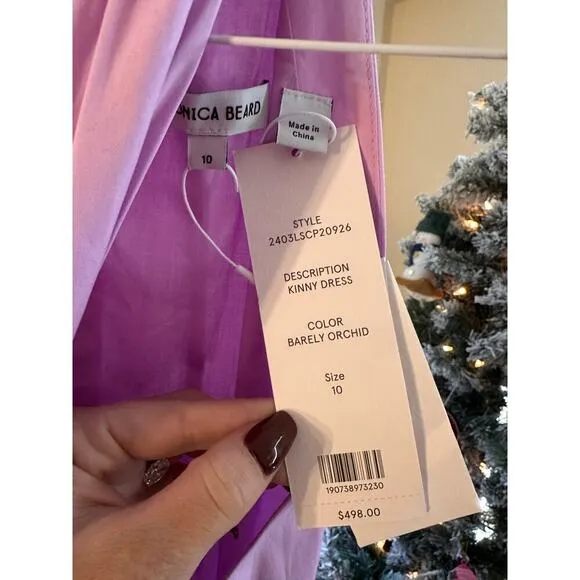 NICA BEARD
10
Made in
China
STYLE
2403LSCP20926
DESCRIPTION
KINNY DRESS
COLOR
BARELY ORCHID
Size
10
190738973230
$498.00